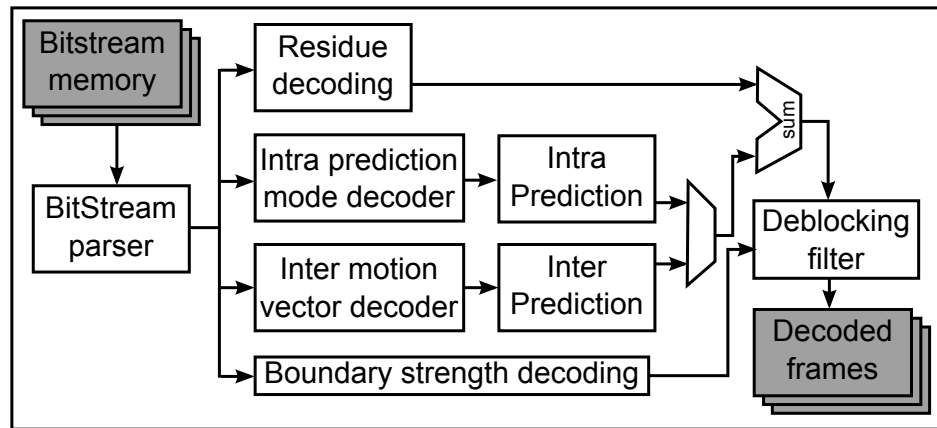 Bitstream
memory
BitStream
parser
Residue
decoding
Intra prediction
mode decoder
Intra
Prediction
Inter motion
vector decoder
Inter
Prediction
Boundary strength decoding
sum
Deblocking
filter
Decoded
frames